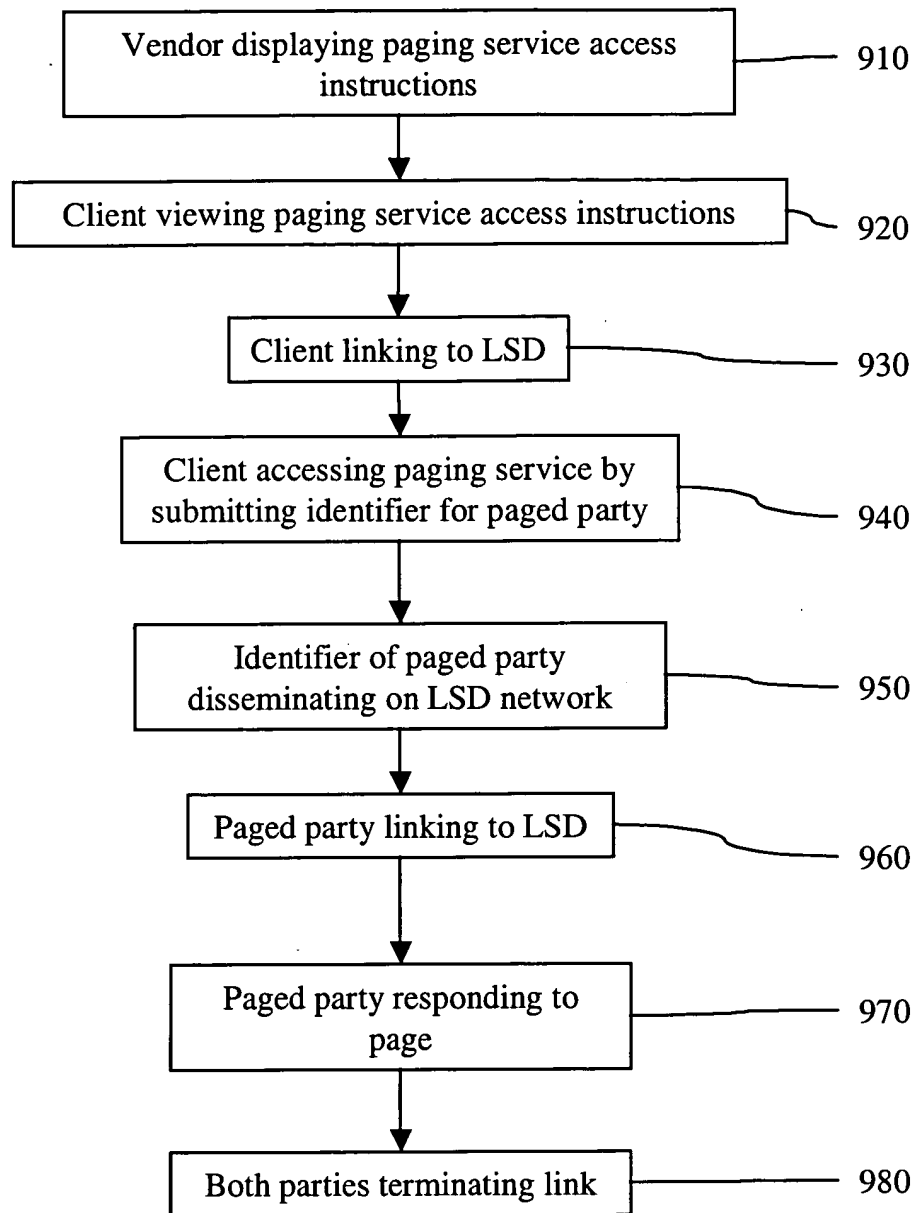 Vendor displaying paging service access
instructions
910
Client viewing paging service access instructions
920
Client linking to LSD
930
Client accessing paging service by
submitting identifier for paged party
940
Identifier of paged party
disseminating on LSD network
950
Paged party linking to LSD
960
Paged party responding to
page
970
Both parties terminating link
980